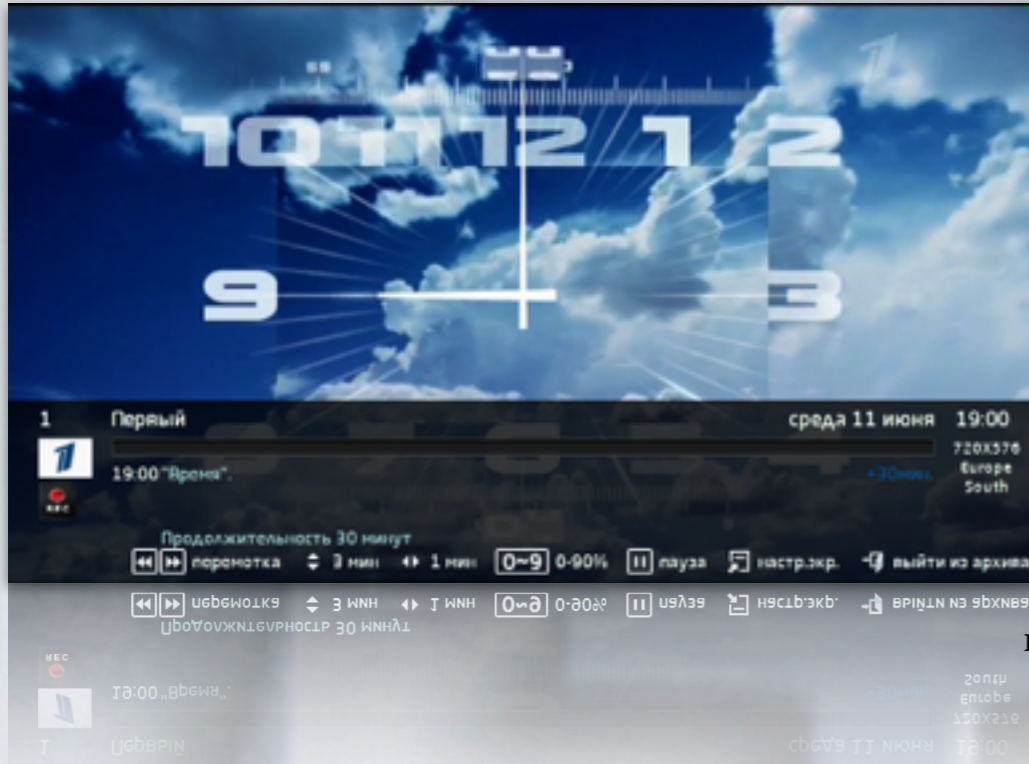 10 11 12 1 2
9 3
1 Первый среда 11 июня 19:00
720X576
19:00 "Время". +30мин
Europe
South
REC
Продолжительность 30 минут
перемотка 3 мин 1 мин 0~9 0-90% пауза настр.экр. выйти из архива